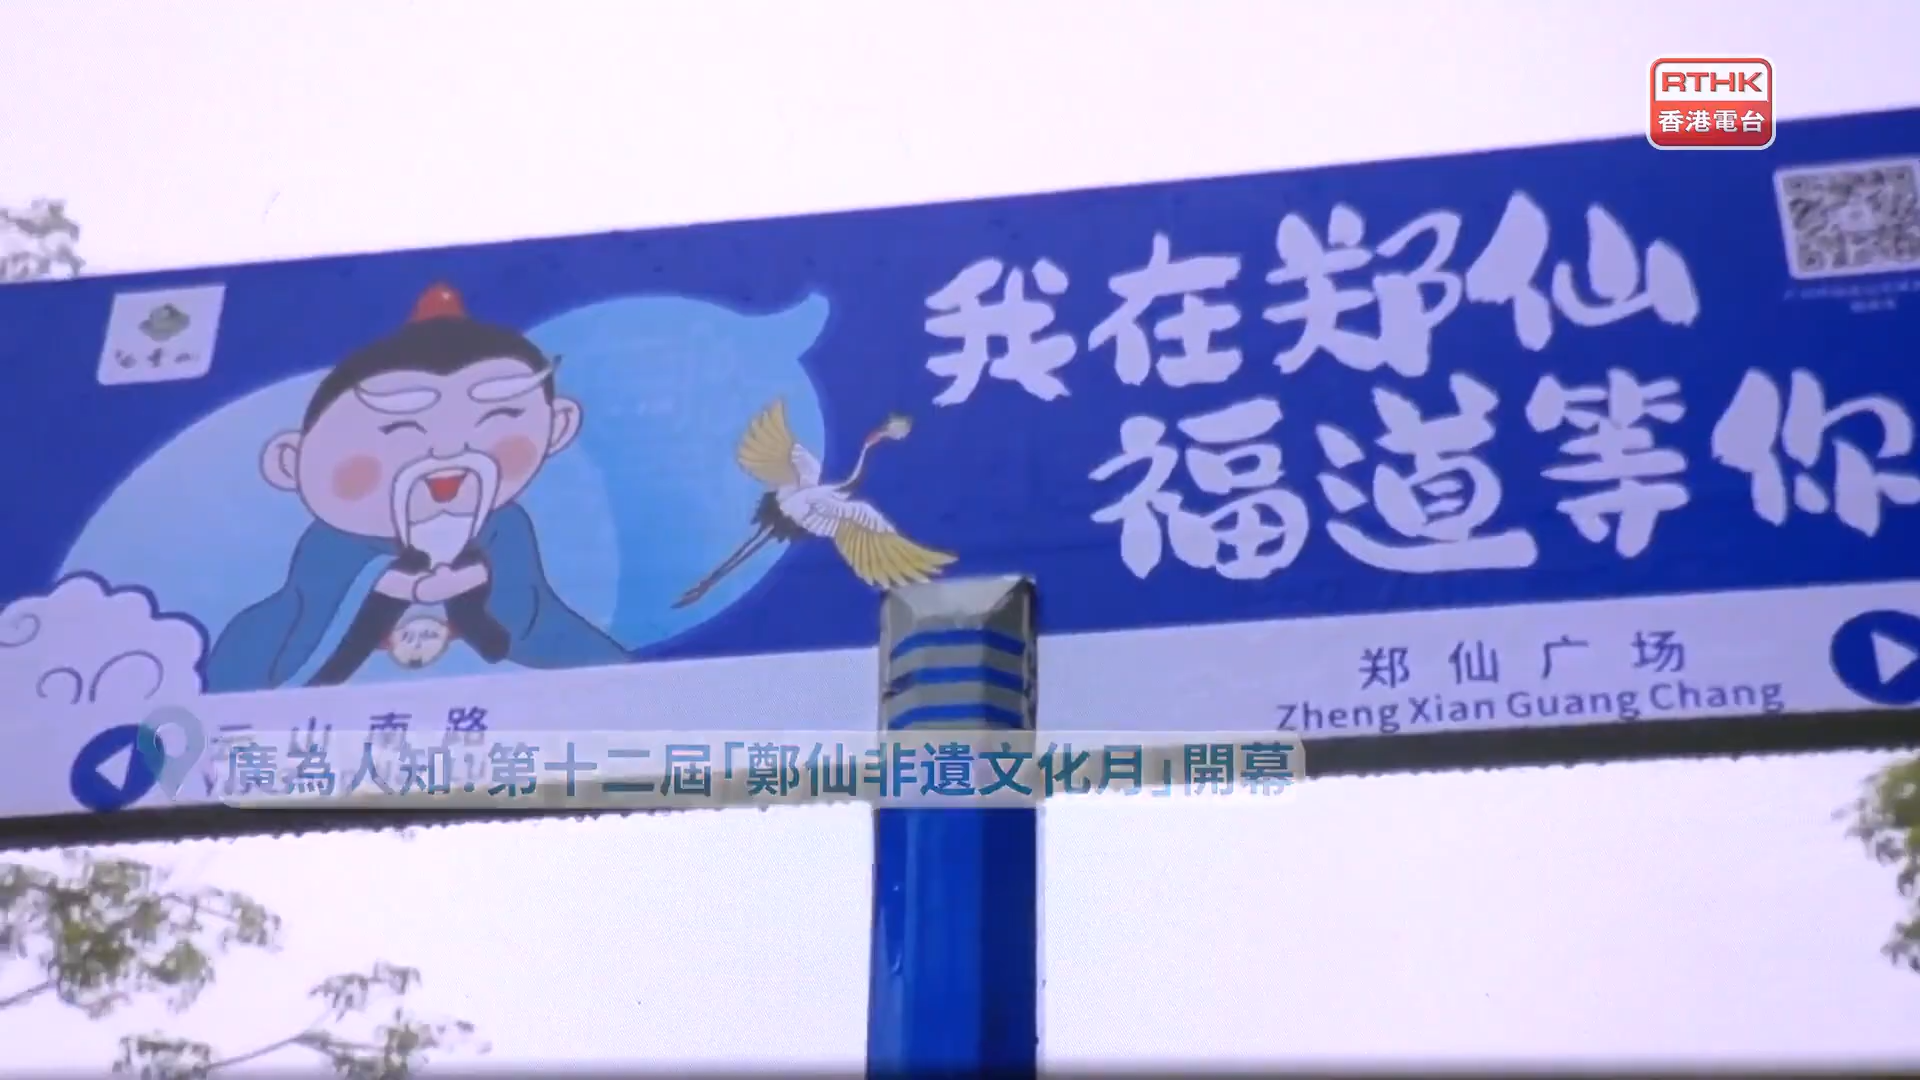 RTHK
香港電台
我在郑仙
福道等你
郑仙广场
Zheng Xian Guang Chang
云山南路
廣為人知！第十二屆「鄭仙非遺文化月」開幕